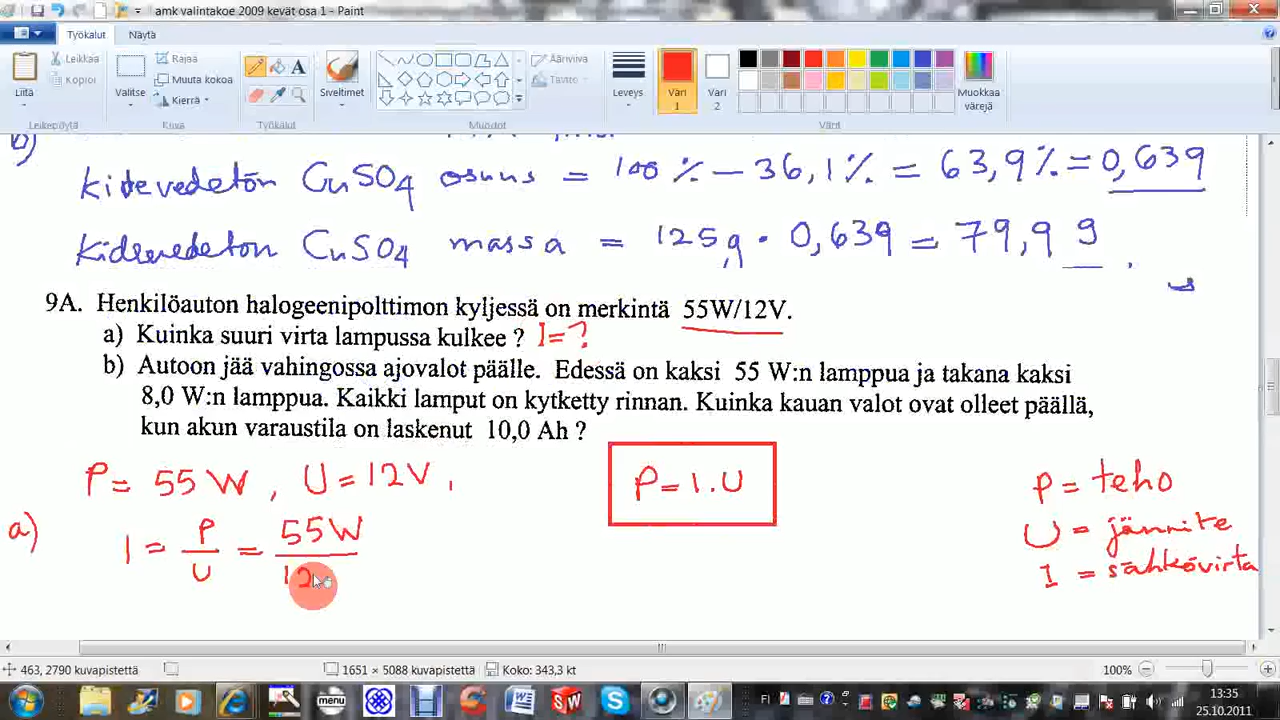 amk valintakoe 2009 kevät osa 1 - Paint
Työkalut Näytä
Liitä Leikkaa Kopioi
Valitse Rajaa Muuta kokoa Kierrä
Siveltimet
Ääriviiva Täyttö
Leveys
Väri 1
Väri 2
Muokkaa värejä
Leikepöytä Kuva Työkalut Muodot Värit
b)
kidevedetön CuSO4 osuus = 100 % - 36,1% = 63,9% = 0,639
kidevedetön CuSO4 massa = 125g · 0,639 = 79,9 g
9A. Henkilöauton halogeenipolttimon kyljessä on merkintä 55W/12V.
a) Kuinka suuri virta lampussa kulkee ? I=?
b) Autoon jää vahingossa ajovalot päälle. Edessä on kaksi 55 W:n lamppua ja takana kaksi
8,0 W:n lamppua. Kaikki lamput on kytketty rinnan. Kuinka kauan valot ovat olleet päällä,
kun akun varaustila on laskenut 10,0 Ah ?
P = 55 W , U = 12V ,
P = I . U
P = teho
U = jännite
I = sähkövirta
a) I = P/U = 55W/12
463, 2790 kuvapistettä
1651 × 5088 kuvapistettä
Koko: 343,3 kt
100%
FI
13:35
25.10.2011